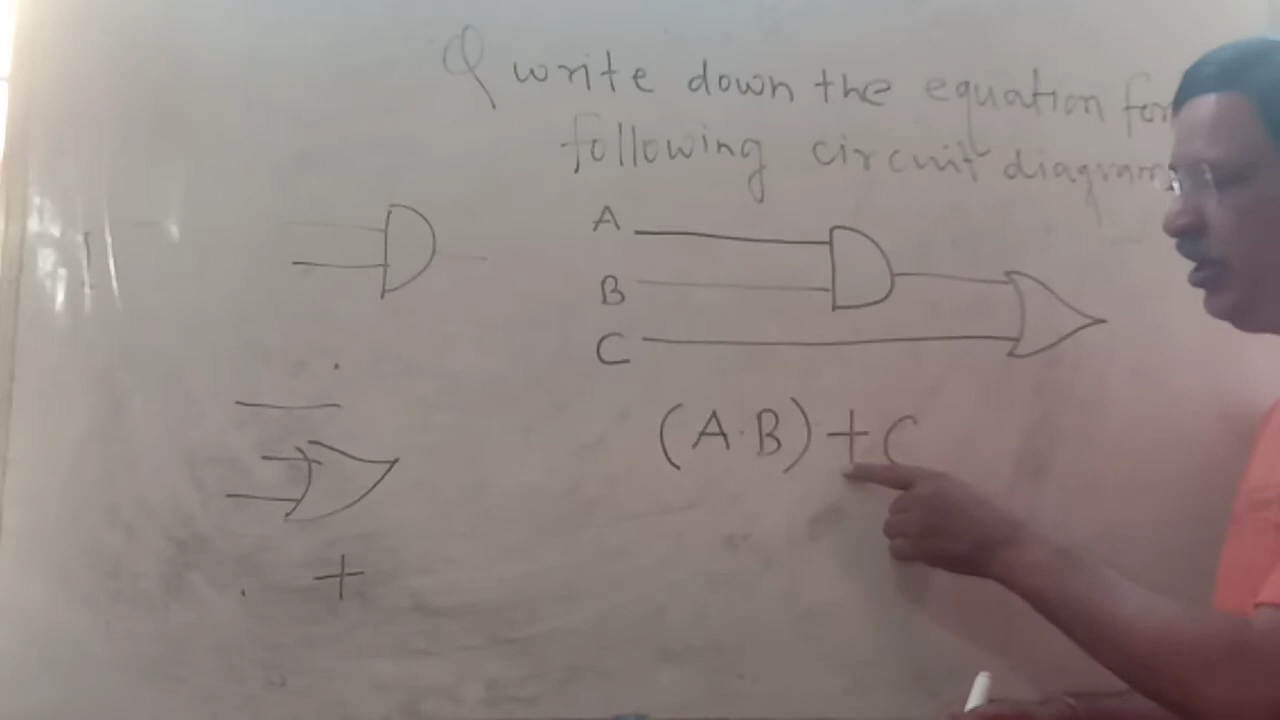 Q write down the equation for
following circuit diagram
A
B
C
(A·B)+C
.
+